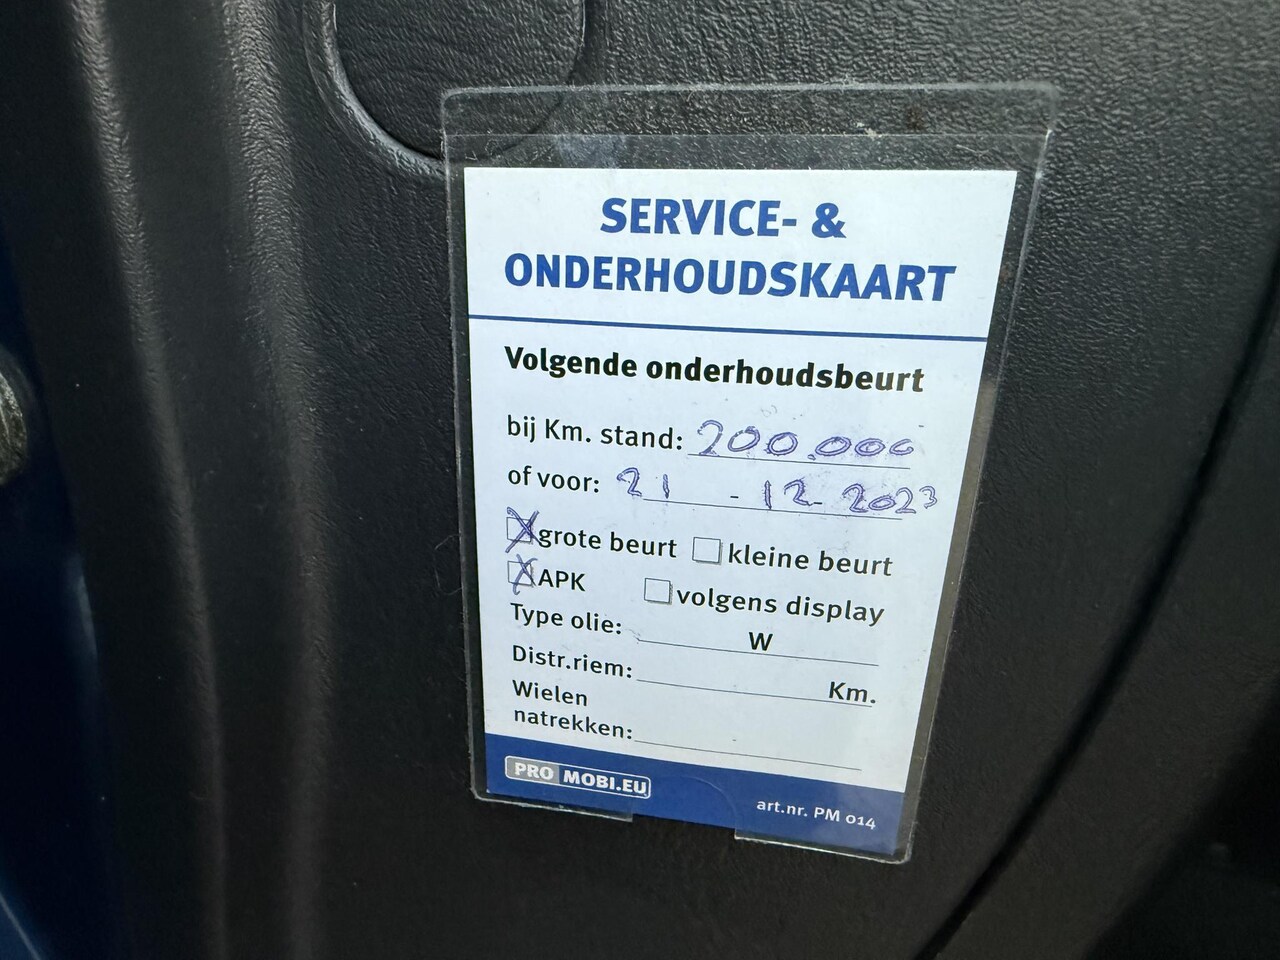 SERVICE- &
ONDERHOUDSKAART
Volgende onderhoudsbeurt
bij Km. stand: 200.000
of voor: 21 - 12 - 2023
grote beurt kleine beurt
APK volgens display
Type olie: W
Distr.riem: Km.
Wielen
natrekken:
PRO MOBI.EU
art.nr. PM 014